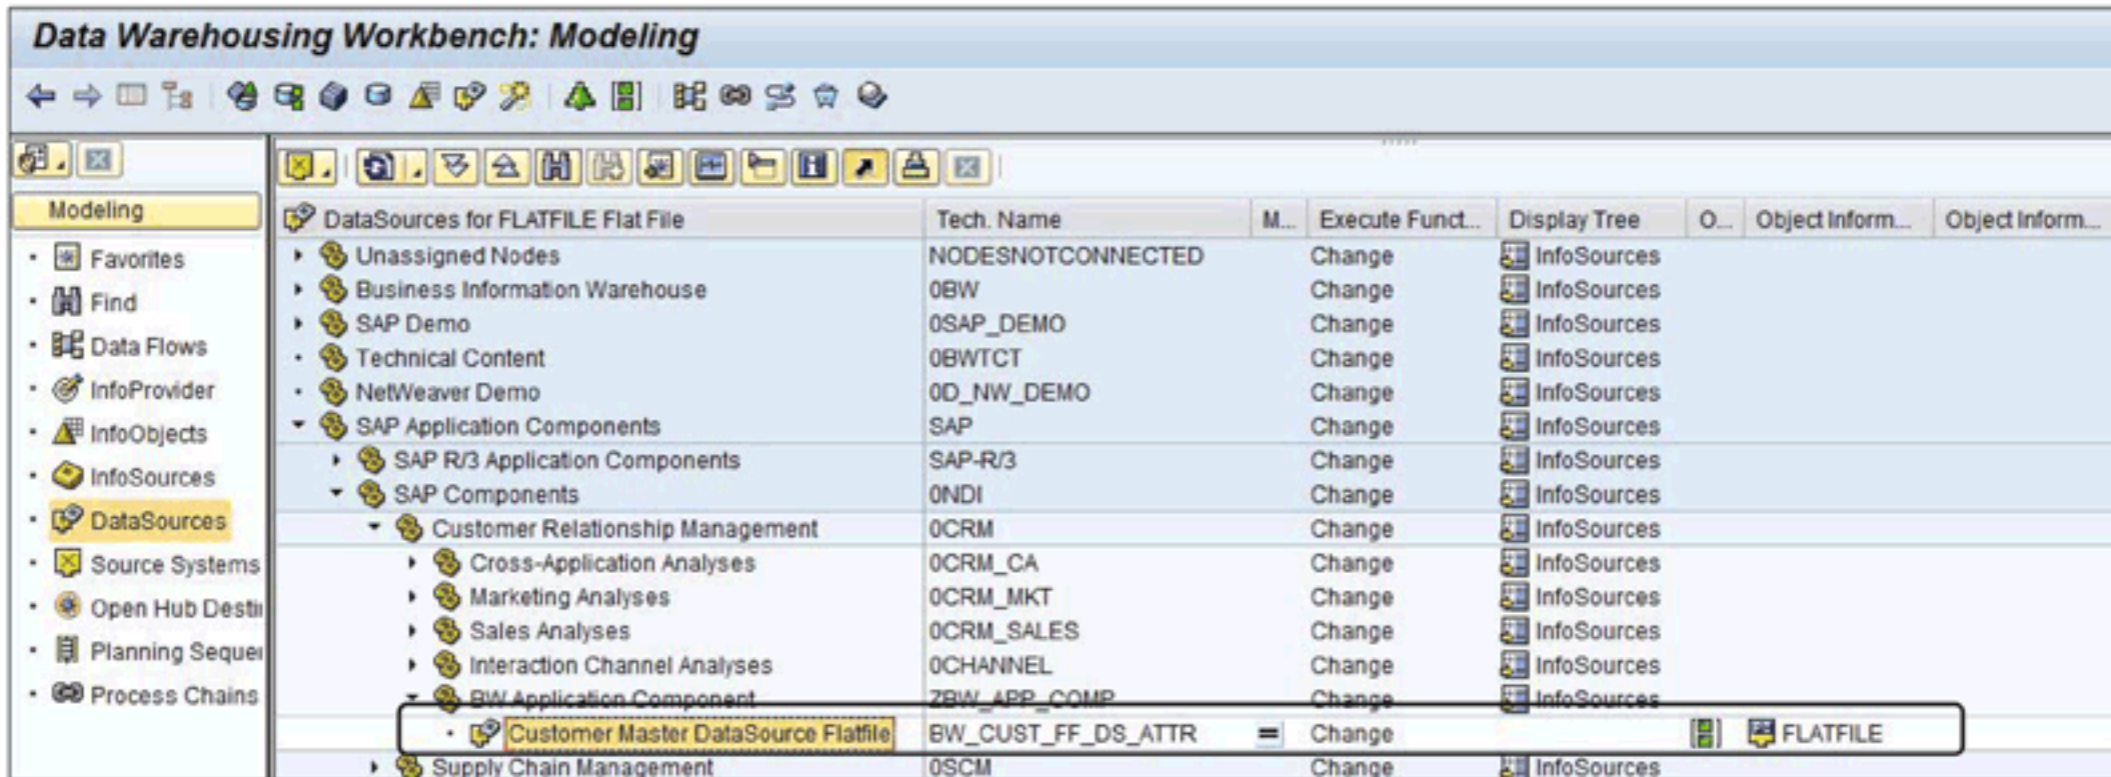 Data Warehousing Workbench: Modeling
Modeling
Favorites
Find
Data Flows
InfoProvider
InfoObjects
InfoSources
DataSources
Source Systems
Open Hub Desti
Planning Sequer
Process Chains
DataSources for FLATFILE Flat File Tech. Name M... Execute Funct... Display Tree O... Object Inform... Object Inform...
Unassigned Nodes NODESNOTCONNECTED Change InfoSources
Business Information Warehouse 0BW Change InfoSources
SAP Demo 0SAP_DEMO Change InfoSources
Technical Content 0BWTCT Change InfoSources
NetWeaver Demo 0D_NW_DEMO Change InfoSources
SAP Application Components SAP Change InfoSources
SAP R/3 Application Components SAP-R/3 Change InfoSources
SAP Components 0NDI Change InfoSources
Customer Relationship Management 0CRM Change InfoSources
Cross-Application Analyses 0CRM_CA Change InfoSources
Marketing Analyses 0CRM_MKT Change InfoSources
Sales Analyses 0CRM_SALES Change InfoSources
Interaction Channel Analyses 0CHANNEL Change InfoSources
BW Application Component ZBW_APP_COMP Change InfoSources
Customer Master DataSource Flatfile BW_CUST_FF_DS_ATTR = Change FLATFILE
Supply Chain Management 0SCM Change InfoSources